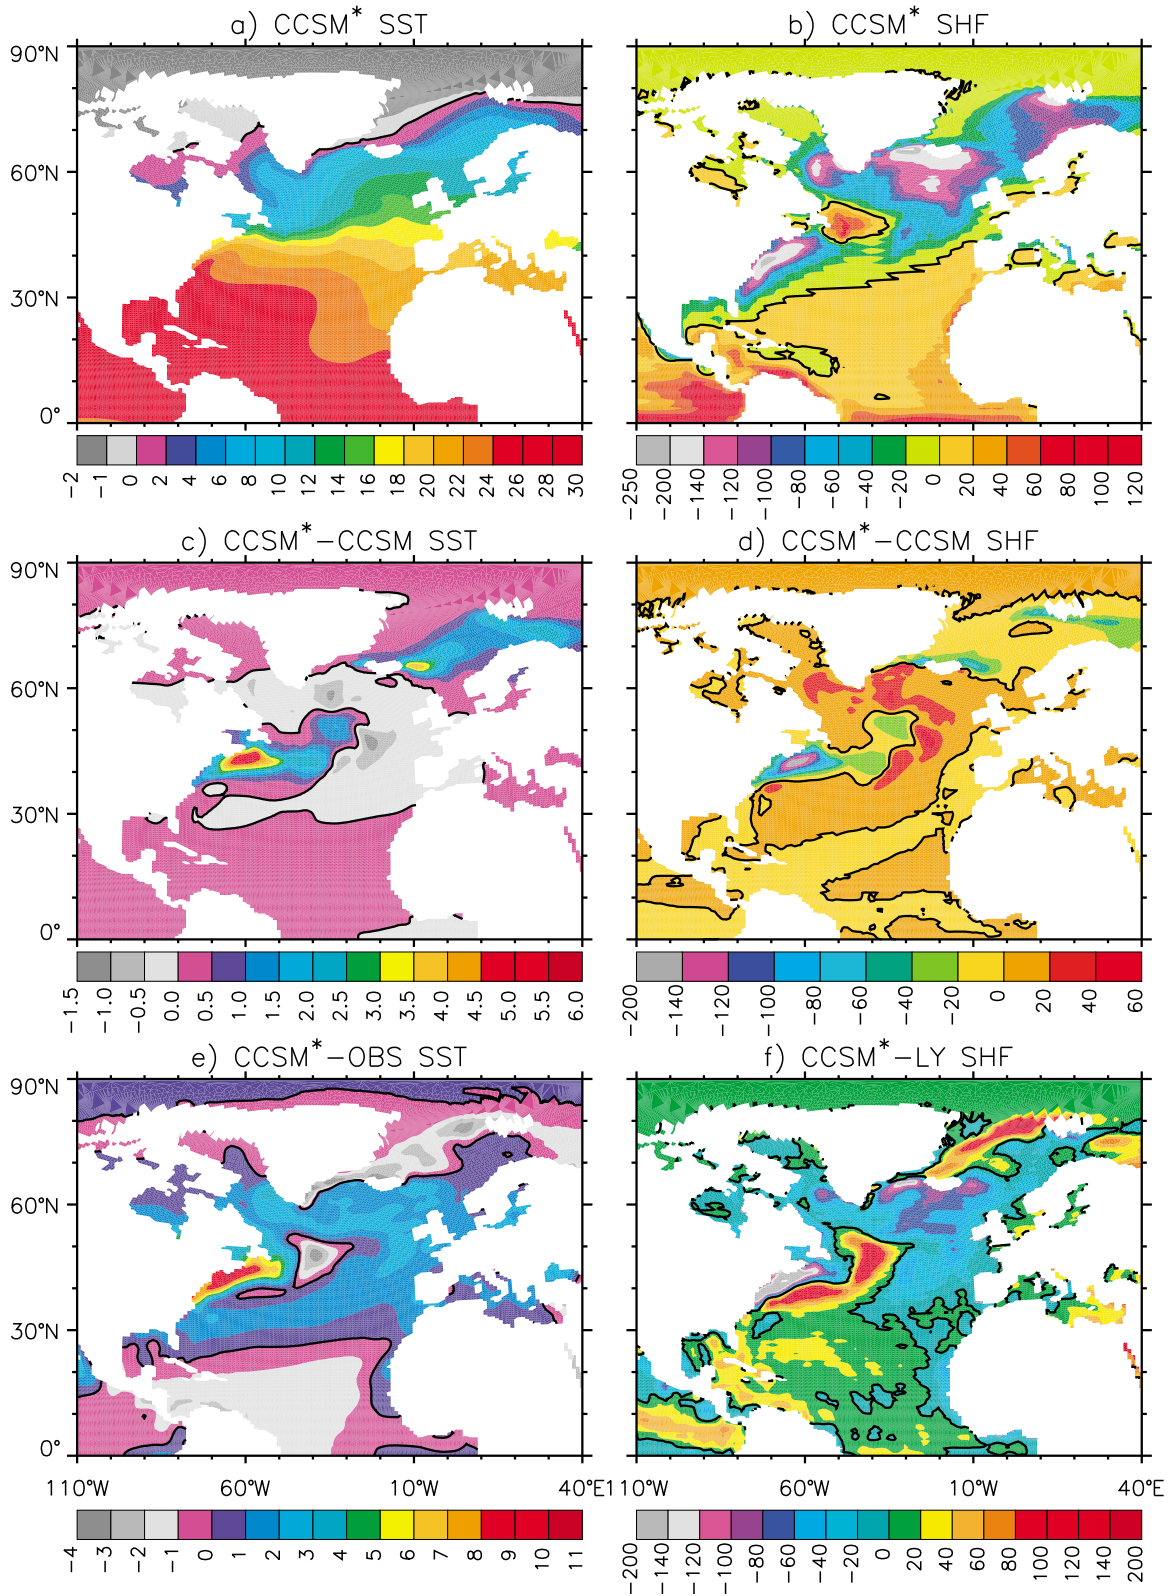 a) CCSM* SST
b) CCSM* SHF
90°N
60°N
30°N
0°
-2 -1 0 2 4 6 8 10 12 14 16 18 20 22 24 26 28 30
-250 -200 -140 -120 -100 -80 -60 -40 -20 0 20 40 60 80 100 120
c) CCSM*-CCSM SST
d) CCSM*-CCSM SHF
90°N
60°N
30°N
0°
-1.5 -1.0 -0.5 0.0 0.5 1.0 1.5 2.0 2.5 3.0 3.5 4.0 4.5 5.0 5.5 6.0
-200 -140 -120 -100 -80 -60 -40 -20 0 20 40 60
e) CCSM*-OBS SST
f) CCSM*-LY SHF
90°N
60°N
30°N
0°
110°W 60°W 10°W 40°E
110°W 60°W 10°W 40°E
-4 -3 -2 -1 0 1 2 3 4 5 6 7 8 9 10 11
-200 -140 -120 -100 -80 -60 -40 -20 0 20 40 60 80 100 120 140 200